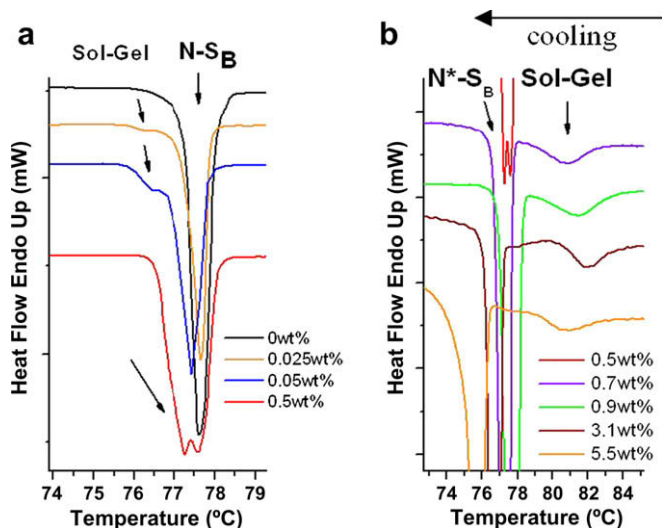 a
Sol-Gel
N-SB
Heat Flow Endo Up (mW)
0wt%
0.025wt%
0.05wt%
0.5wt%
74 75 76 77 78 79
Temperature (ºC)
b
cooling
N*-SB
Sol-Gel
Heat Flow Endo Up (mW)
0.5wt%
0.7wt%
0.9wt%
3.1wt%
5.5wt%
74 76 78 80 82 84
Temperature (ºC)